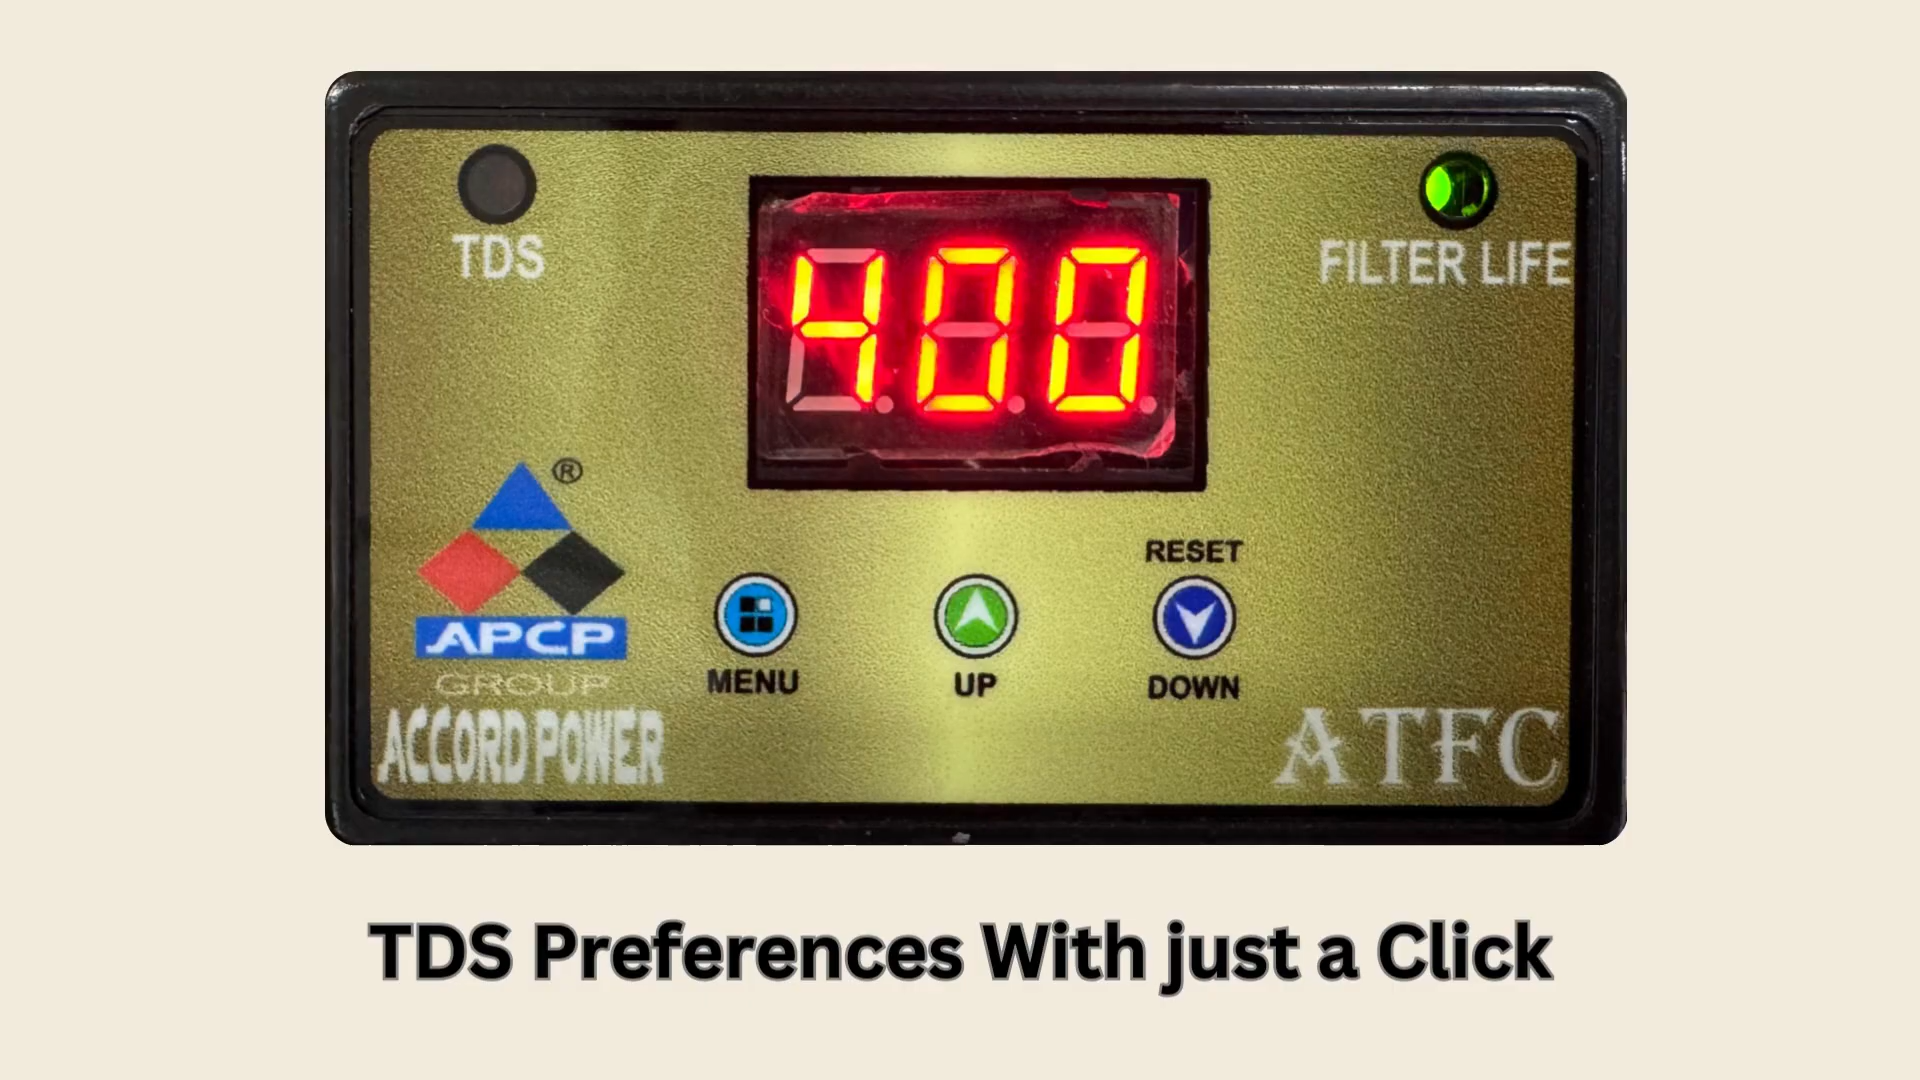 TDS
400
FILTER LIFE
®
APCP
GROUP
ACCORD POWER
MENU
UP
RESET
DOWN
ATFC
TDS Preferences With just a Click